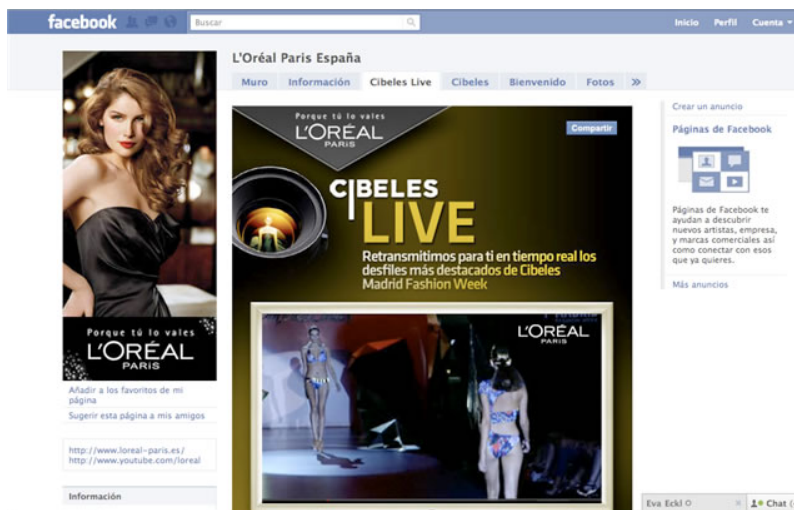 facebook
Buscar
Inicio Perfil Cuenta
L'Oréal Paris España
Muro Información Cibeles Live Cibeles Bienvenido Fotos »
Porque tú lo vales
L'ORÉAL
PARIS
Añadir a los favoritos de mi
página
Sugerir esta página a mis amigos
http://www.loreal-paris.es/
http://www.youtube.com/loreal
Información
Porque tú lo vales
L'ORÉAL
PARIS
Compartir
CIBELES
LIVE
Retransmitimos para ti en tiempo real los
desfiles más destacados de Cibeles
Madrid Fashion Week
L'ORÉAL
PARIS
Crear un anuncio
Páginas de Facebook
Páginas de Facebook te
ayudan a descubrir
nuevos artistas, empresa,
y marcas comerciales así
como conectar con esos
que ya quieres.
Más anuncios
Eva Eckl
Chat (